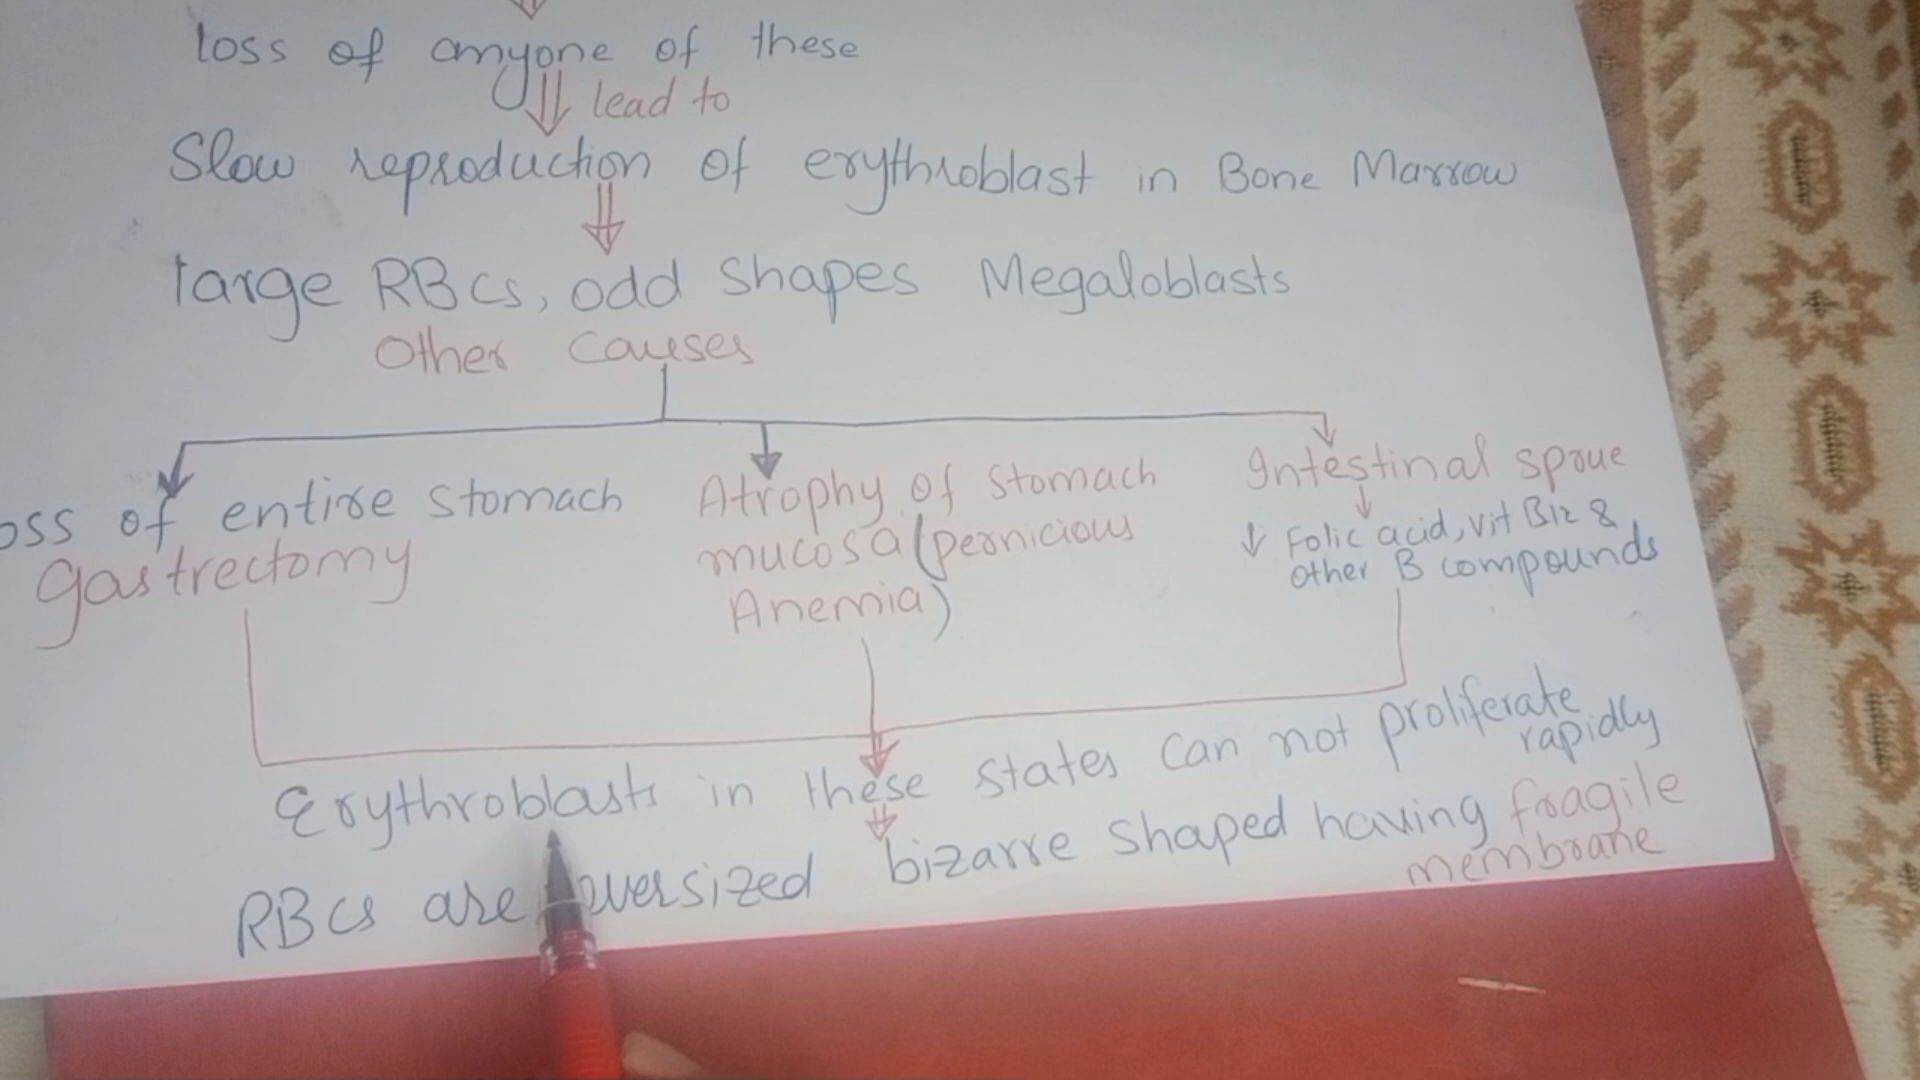 loss of anyone of these
lead to
Slow reproduction of erythroblast in Bone Marrow
large RBCs, odd shapes Megaloblasts
Other causes
oss of entire stomach
gastrectomy
Atrophy of stomach
mucosa (pernicious
Anemia)
Intestinal sprue
↓ Folic acid, vit B12 &
other B compounds
Erythroblasts in these states can not proliferate
rapidly
RBCs are oversized bizarre shaped having fragile
membrane